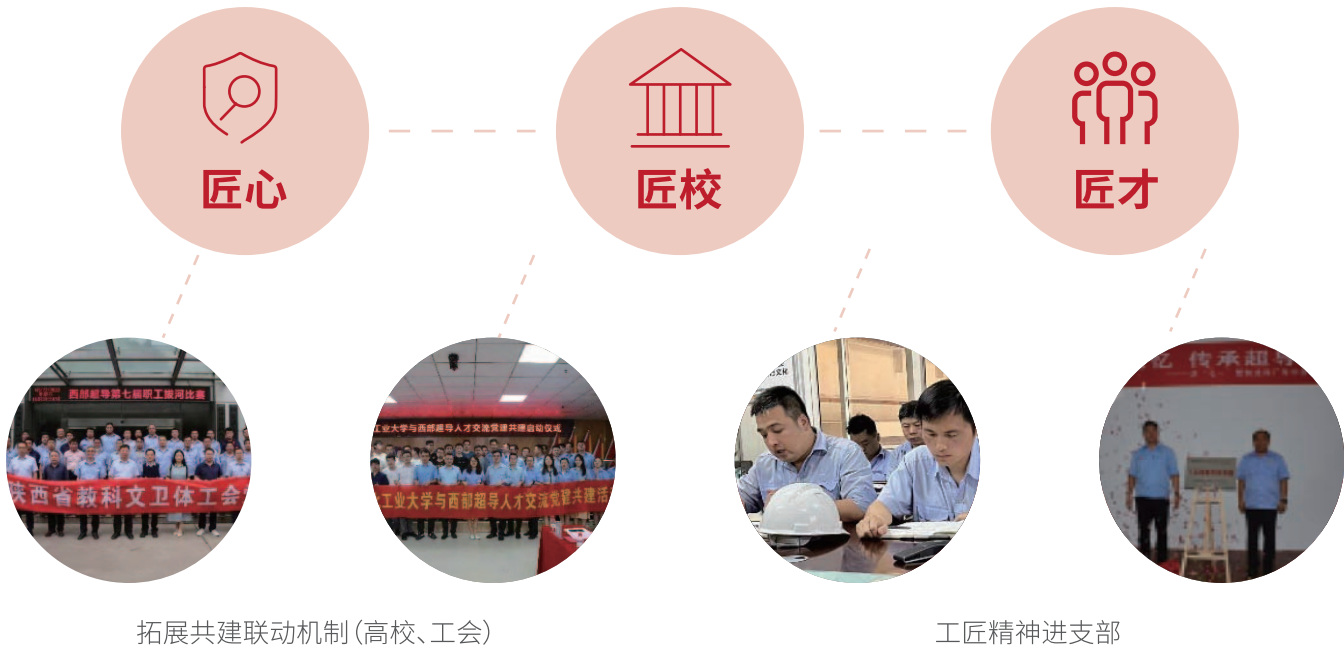 匠心
匠校
匠才
西部超导第七届职工拔河比赛
陕西省教科文卫体工会
工业大学与西部超导人才交流党建共建启动仪式
工业大学与西部超导人才交流党建共建活
文化
忆 传承超导
拓展共建联动机制(高校、工会)
工匠精神进支部